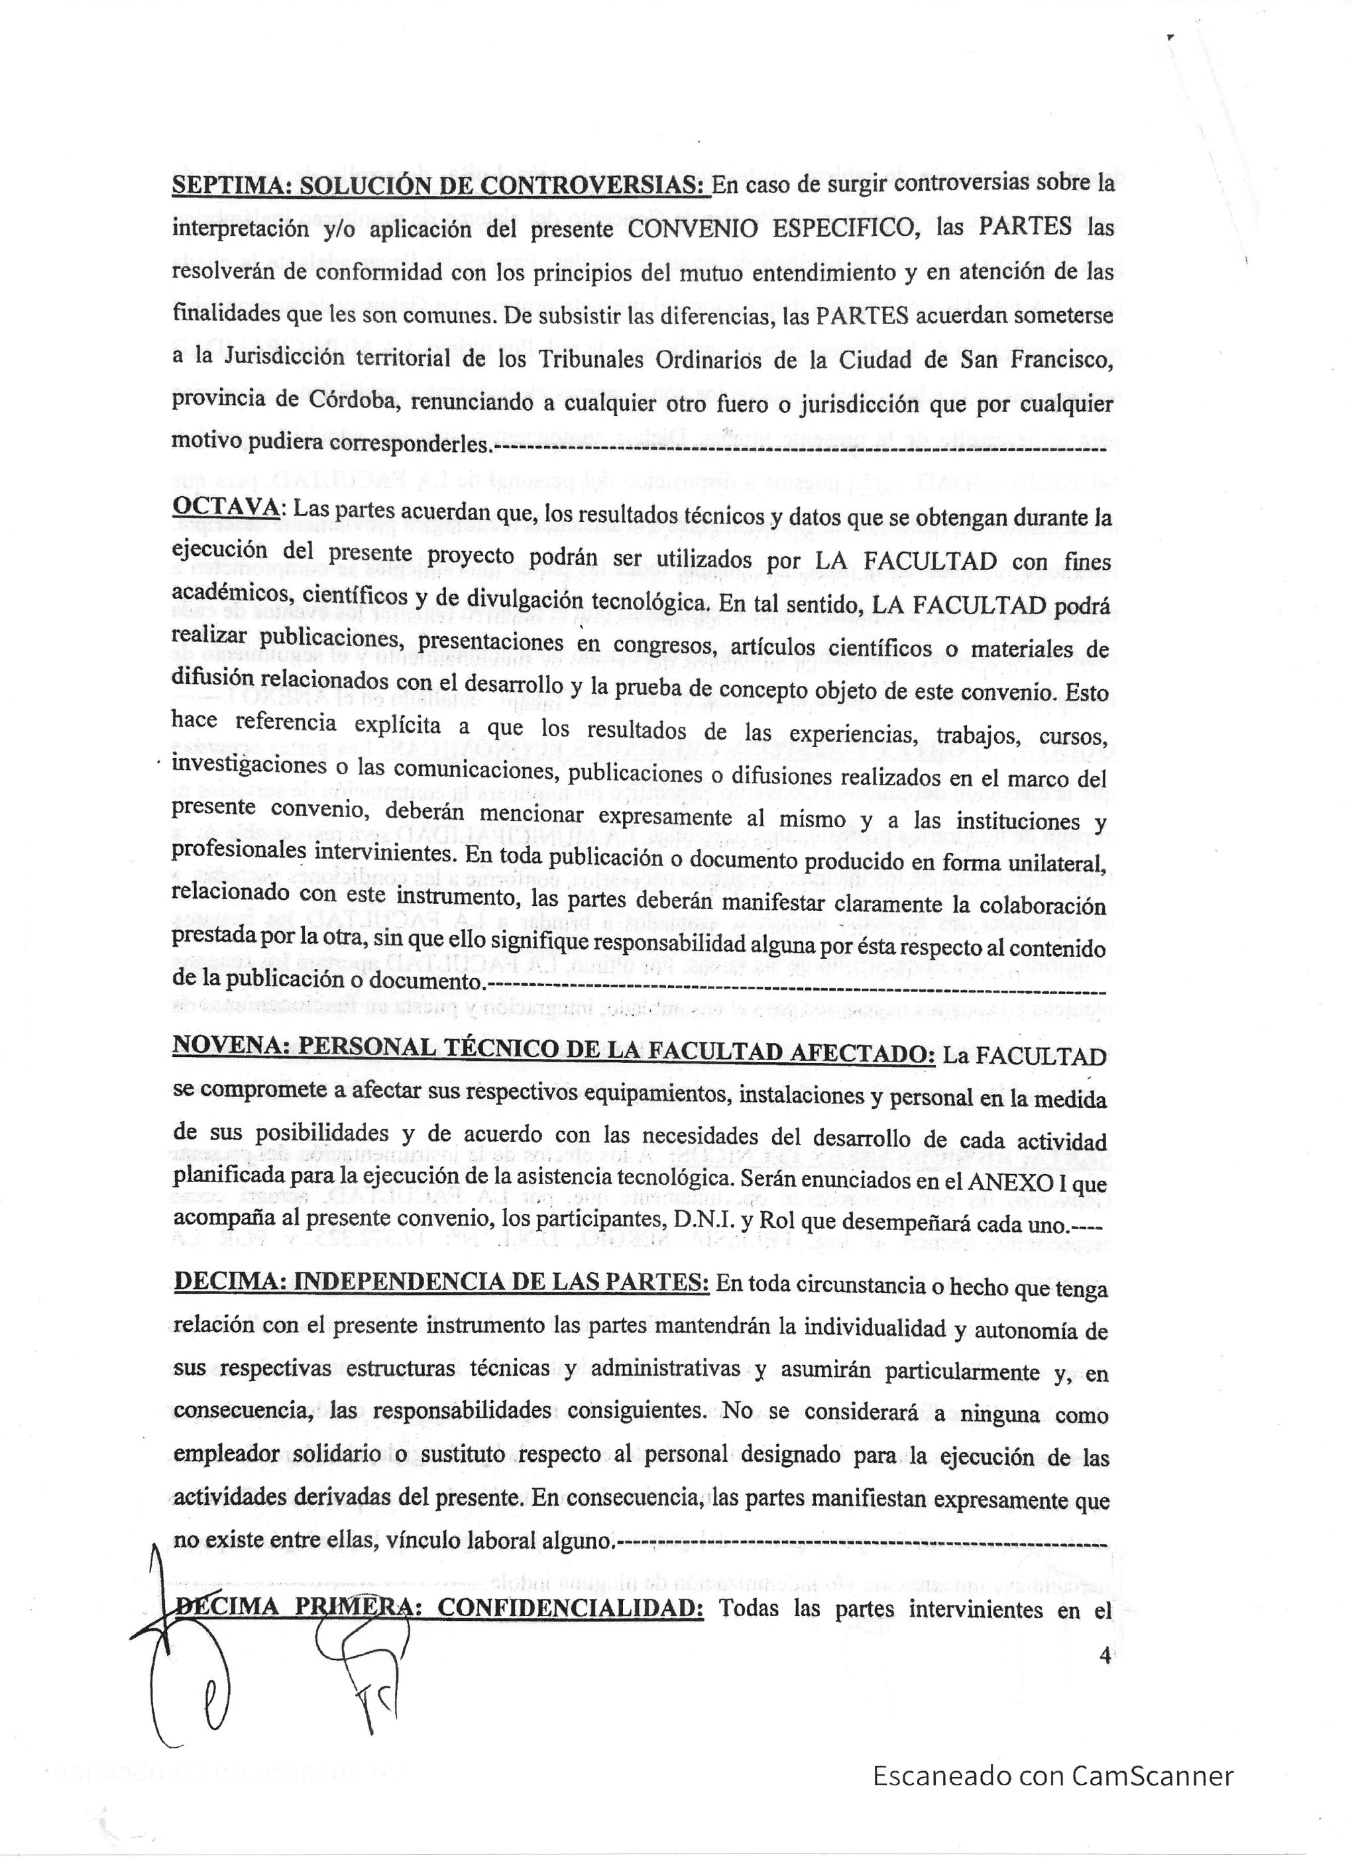 SEPTIMA: SOLUCIÓN DE CONTROVERSIAS: En caso de surgir controversias sobre la
interpretación y/o aplicación del presente CONVENIO ESPECIFICO, las PARTES las
resolverán de conformidad con los principios del mutuo entendimiento y en atención de las
finalidades que les son comunes. De subsistir las diferencias, las PARTES acuerdan someterse
a la Jurisdicción territorial de los Tribunales Ordinarios de la Ciudad de San Francisco,
provincia de Córdoba, renunciando a cualquier otro fuero o jurisdicción que por cualquier
motivo pudiera corresponderles.-----------------------------------------------------------------------
OCTAVA: Las partes acuerdan que, los resultados técnicos y datos que se obtengan durante la
ejecución del presente proyecto podrán ser utilizados por LA FACULTAD con fines
académicos, científicos y de divulgación tecnológica. En tal sentido, LA FACULTAD podrá
realizar publicaciones, presentaciones en congresos, artículos científicos o materiales de
difusión relacionados con el desarrollo y la prueba de concepto objeto de este convenio. Esto
hace referencia explícita a que los resultados de las experiencias, trabajos, cursos,
investigaciones o las comunicaciones, publicaciones o difusiones realizados en el marco del
presente convenio, deberán mencionar expresamente al mismo y a las instituciones y
profesionales intervinientes. En toda publicación o documento producido en forma unilateral,
relacionado con este instrumento, las partes deberán manifestar claramente la colaboración
prestada por la otra, sin que ello signifique responsabilidad alguna por ésta respecto al contenido
de la publicación o documento.------------------------------------------------------------------------
NOVENA: PERSONAL TÉCNICO DE LA FACULTAD AFECTADO: La FACULTAD
se compromete a afectar sus respectivos equipamientos, instalaciones y personal en la medida
de sus posibilidades y de acuerdo con las necesidades del desarrollo de cada actividad
planificada para la ejecución de la asistencia tecnológica. Serán enunciados en el ANEXO I que
acompaña al presente convenio, los participantes, D.N.I. y Rol que desempeñará cada uno.----
DECIMA: INDEPENDENCIA DE LAS PARTES: En toda circunstancia o hecho que tenga
relación con el presente instrumento las partes mantendrán la individualidad y autonomía de
sus respectivas estructuras técnicas y administrativas y asumirán particularmente y, en
consecuencia, las responsabilidades consiguientes. No se considerará a ninguna como
empleador solidario o sustituto respecto al personal designado para la ejecución de las
actividades derivadas del presente. En consecuencia, las partes manifiestan expresamente que
no existe entre ellas, vínculo laboral alguno.---------------------------------------------------------
DECIMA PRIMERA: CONFIDENCIALIDAD: Todas las partes intervinientes en el
4
Escaneado con CamScanner